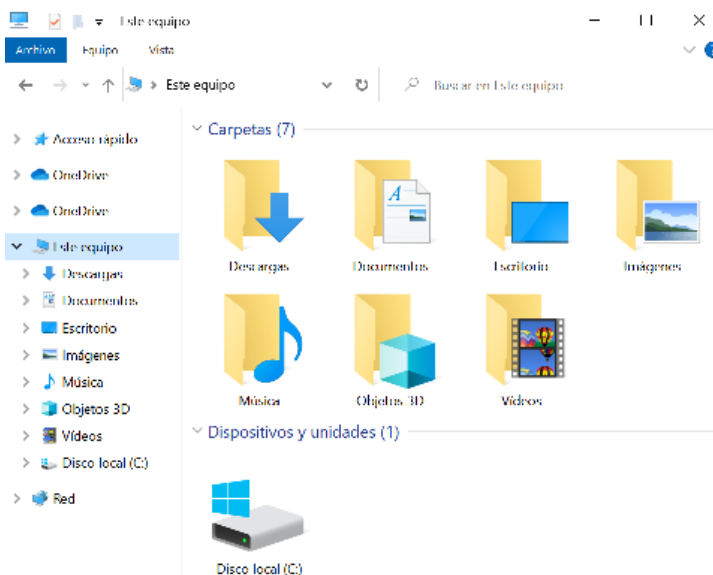 Este equipo
Archivo Equipo Vista
Este equipo Buscar en Este equipo
Acceso rápido
OneDrive
OneDrive
Este equipo
Descargas
Documentos
Escritorio
Imágenes
Música
Objetos 3D
Vídeos
Disco local (C:)
Red
Carpetas (7)
Descargas Documentos Escritorio Imágenes
Música Objetos 3D Vídeos
Dispositivos y unidades (1)
Disco local (C:)